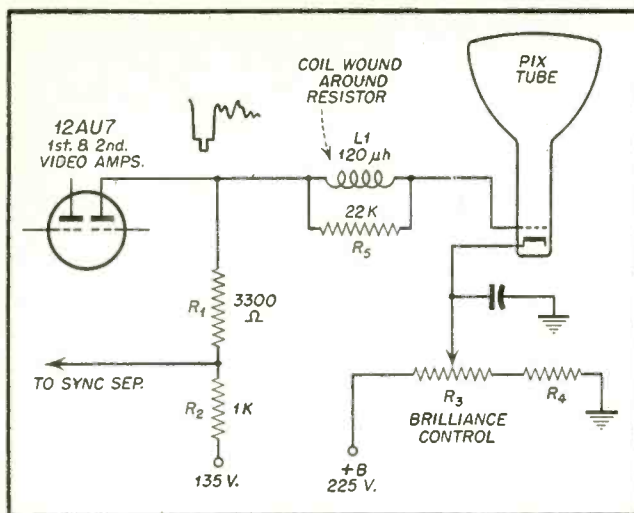 COIL WOUND
AROUND
RESISTOR
PIX
TUBE
12AU7
1st. & 2nd.
VIDEO AMPS.
L1
120 μh
22K
R5
R1
3300
Ω
TO SYNC SEP.
R2
1K
135 V.
R3
R4
BRILLIANCE
CONTROL
+B
225 V.